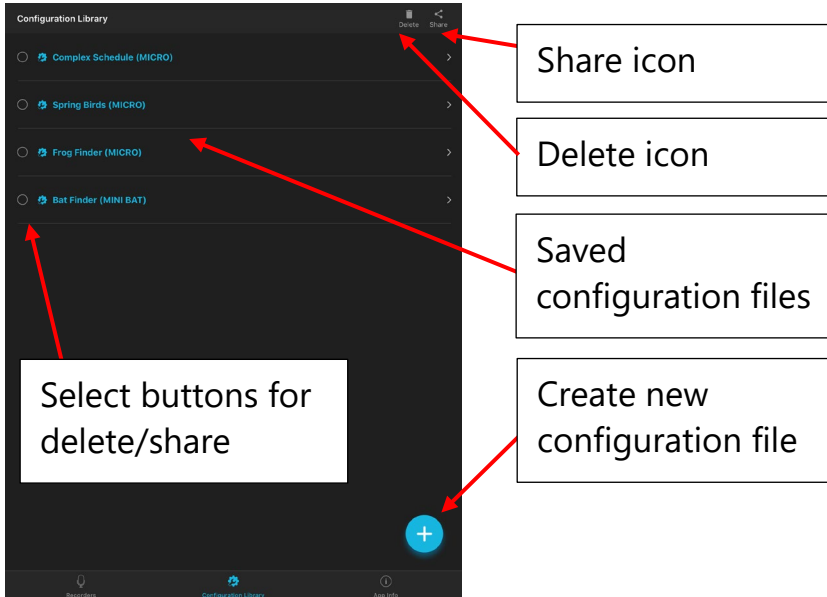 Configuration Library
Delete Share
Complex Schedule (MICRO)
Spring Birds (MICRO)
Frog Finder (MICRO)
Bat Finder (MINI BAT)
Share icon
Delete icon
Saved
configuration files
Select buttons for
delete/share
Create new
configuration file
Recorders
Configuration Library
App Info